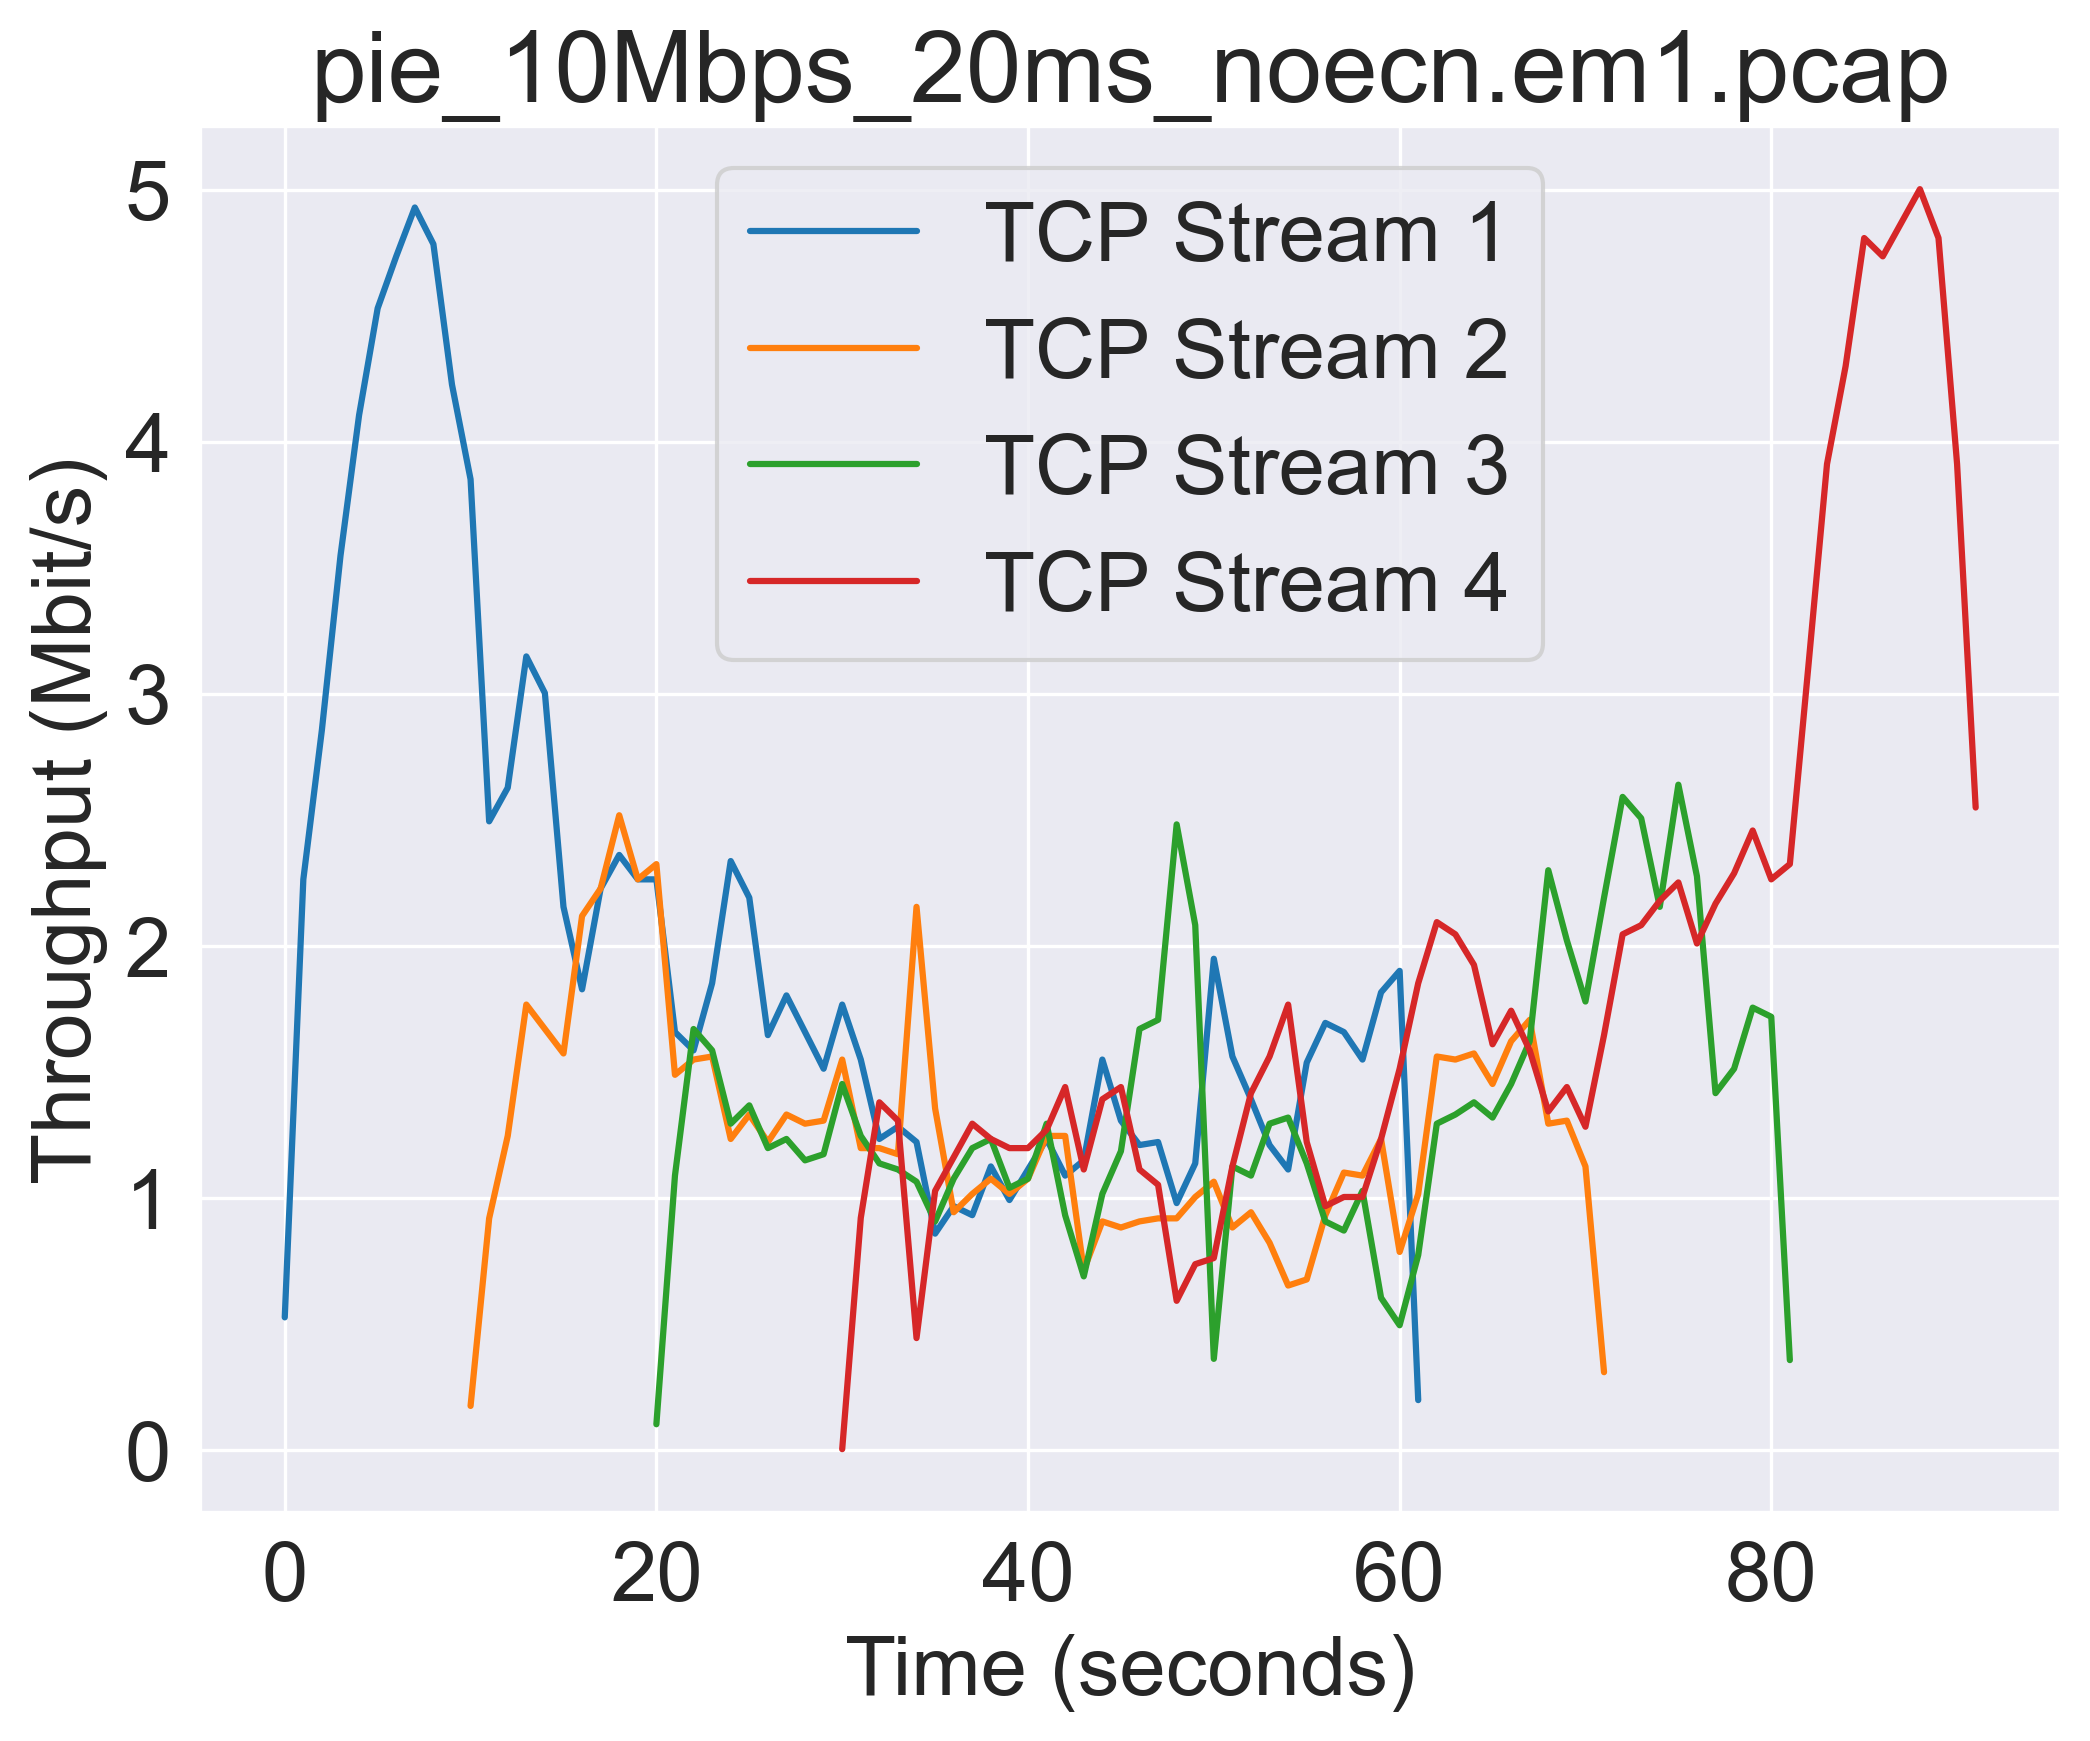 pie_10Mbps_20ms_noecn.em1.pcap
TCP Stream 1
TCP Stream 2
TCP Stream 3
TCP Stream 4
Throughput (Mbit/s)
5
4
3
2
1
0
0 20 40 60 80
Time (seconds)